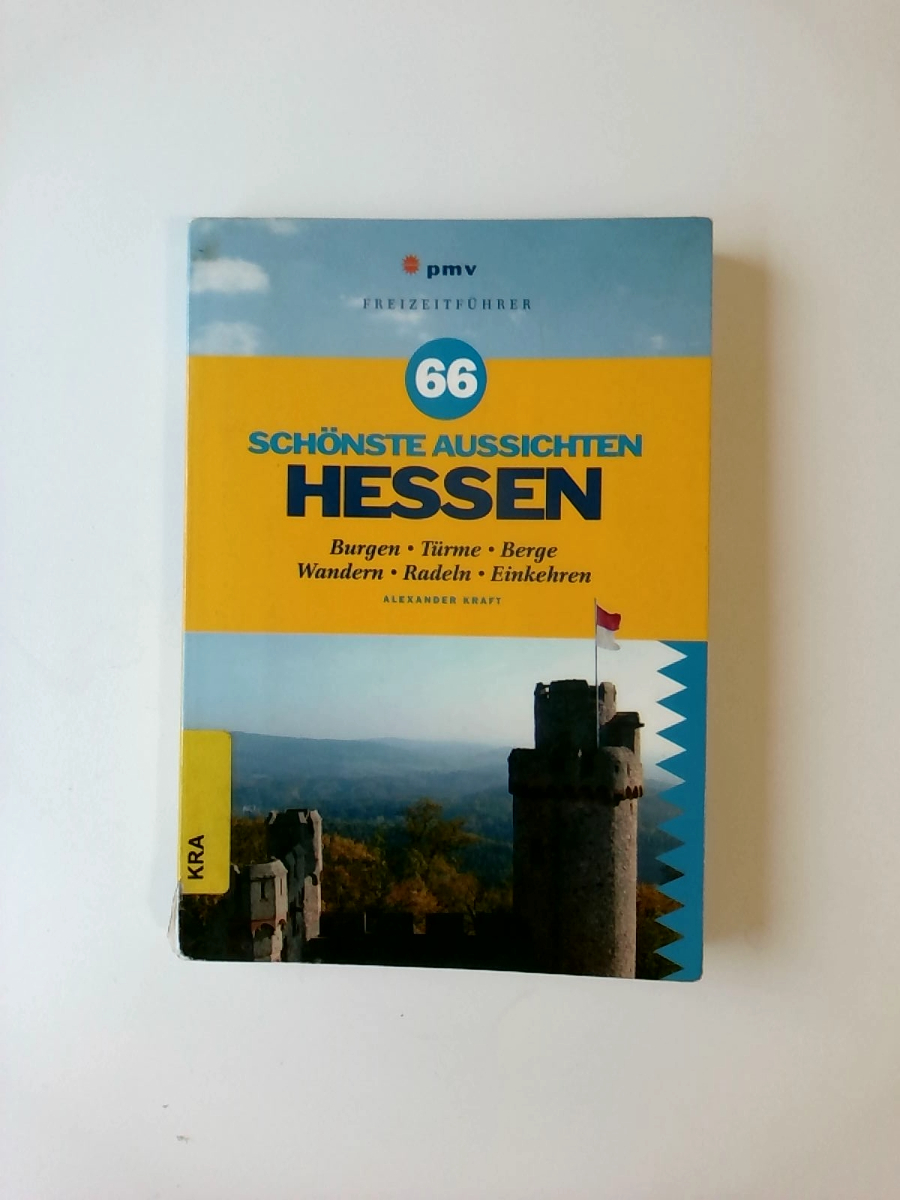 pmv
FREIZEITFÜHRER
66
SCHÖNSTE AUSSICHTEN
HESSEN
Burgen • Türme • Berge
Wandern • Radeln • Einkehren
ALEXANDER KRAFT
KRA